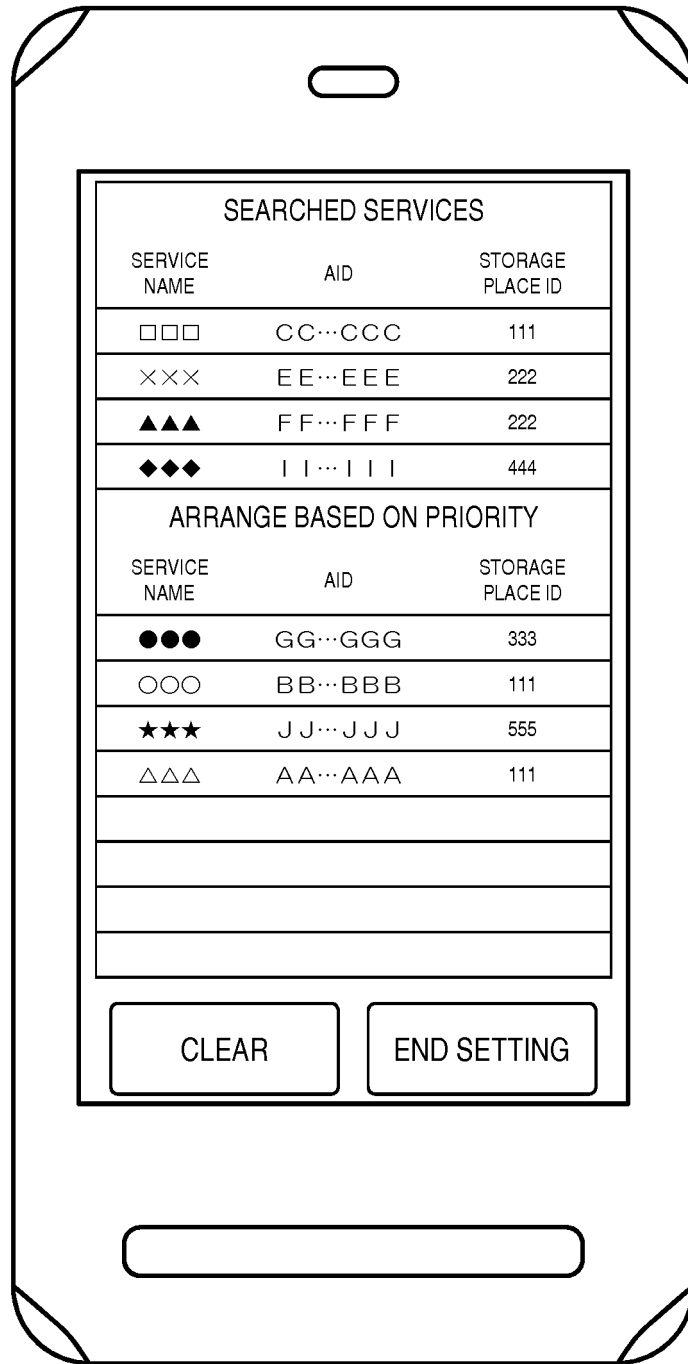 SEARCHED SERVICES
SERVICE NAME AID STORAGE PLACE ID
□□□ CC···CCC 111
××× EE···EEE 222
▲▲▲ FF···FFF 222
◆◆◆ II···III 444
ARRANGE BASED ON PRIORITY
SERVICE NAME AID STORAGE PLACE ID
●●● GG···GGG 333
○○○ BB···BBB 111
★★★ JJ···JJJ 555
△△△ AA···AAA 111
CLEAR END SETTING